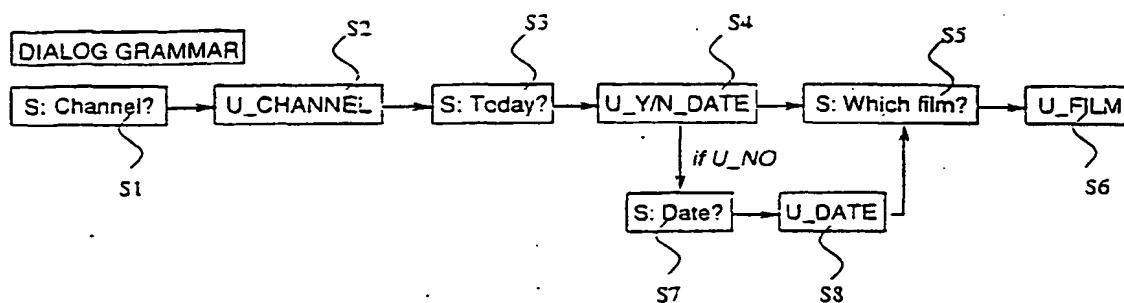 S2 S3 S4 S5
DIALOG GRAMMAR
S: Channel? U_CHANNEL S: Today? U_Y/N_DATE S: Which film? U_FILM
if U_NO
S1 S6
S: Date? U_DATE
S7 S8